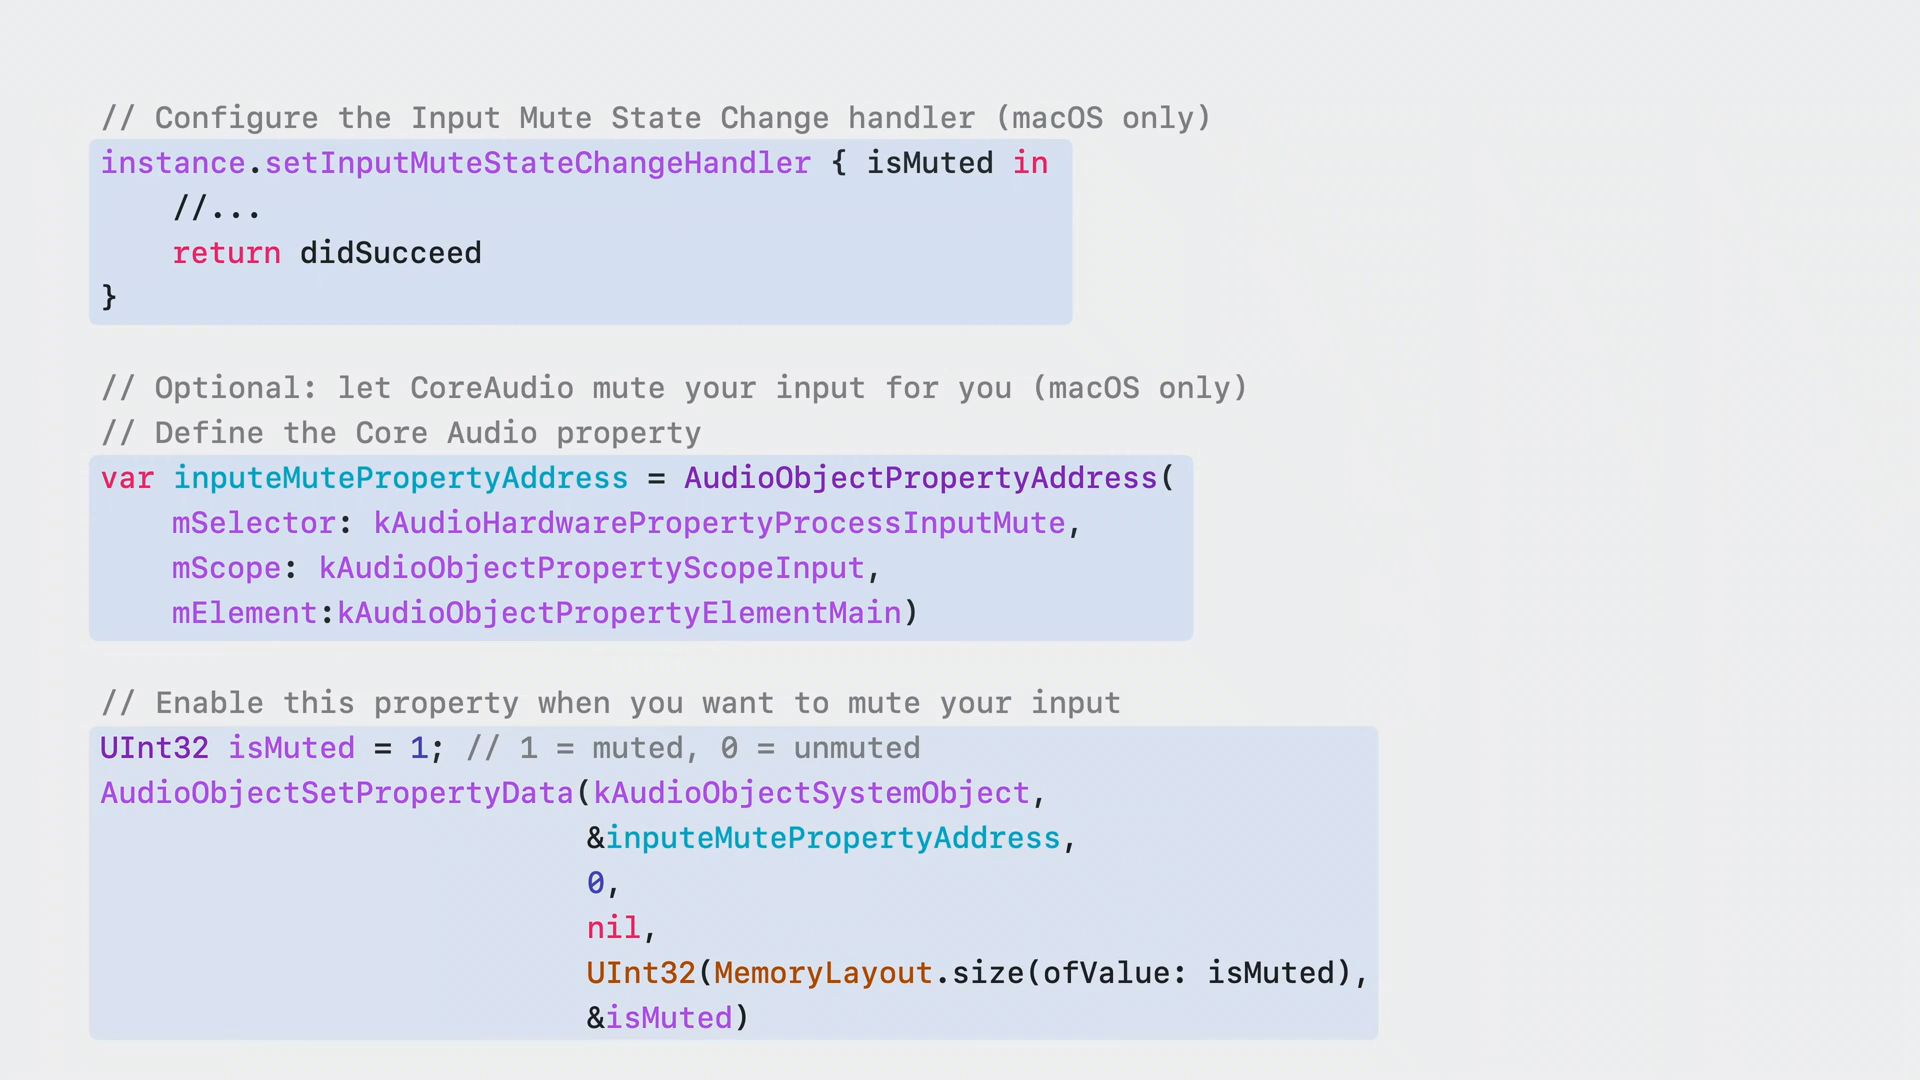 // Configure the Input Mute State Change handler (macOS only)
instance.setInputMuteStateChangeHandler { isMuted in
    //...
    return didSucceed
}
// Optional: let CoreAudio mute your input for you (macOS only)
// Define the Core Audio property
var inputeMutePropertyAddress = AudioObjectPropertyAddress(
    mSelector: kAudioHardwarePropertyProcessInputMute,
    mScope: kAudioObjectPropertyScopeInput,
    mElement:kAudioObjectPropertyElementMain)
// Enable this property when you want to mute your input
UInt32 isMuted = 1; // 1 = muted, 0 = unmuted
AudioObjectSetPropertyData(kAudioObjectSystemObject,
                           &inputeMutePropertyAddress,
                           0,
                           nil,
                           UInt32(MemoryLayout.size(ofValue: isMuted),
                           &isMuted)